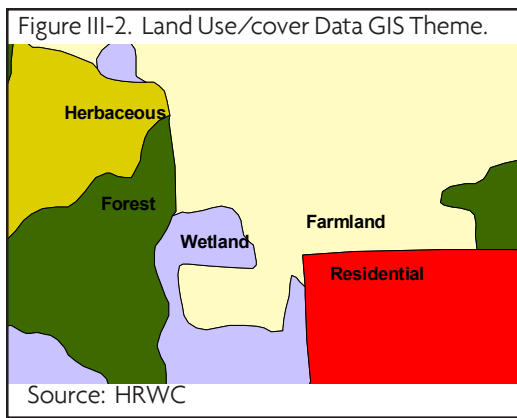 Figure III-2. Land Use/cover Data GIS Theme.
Herbaceous
Forest
Wetland
Farmland
Residential
Source: HRWC